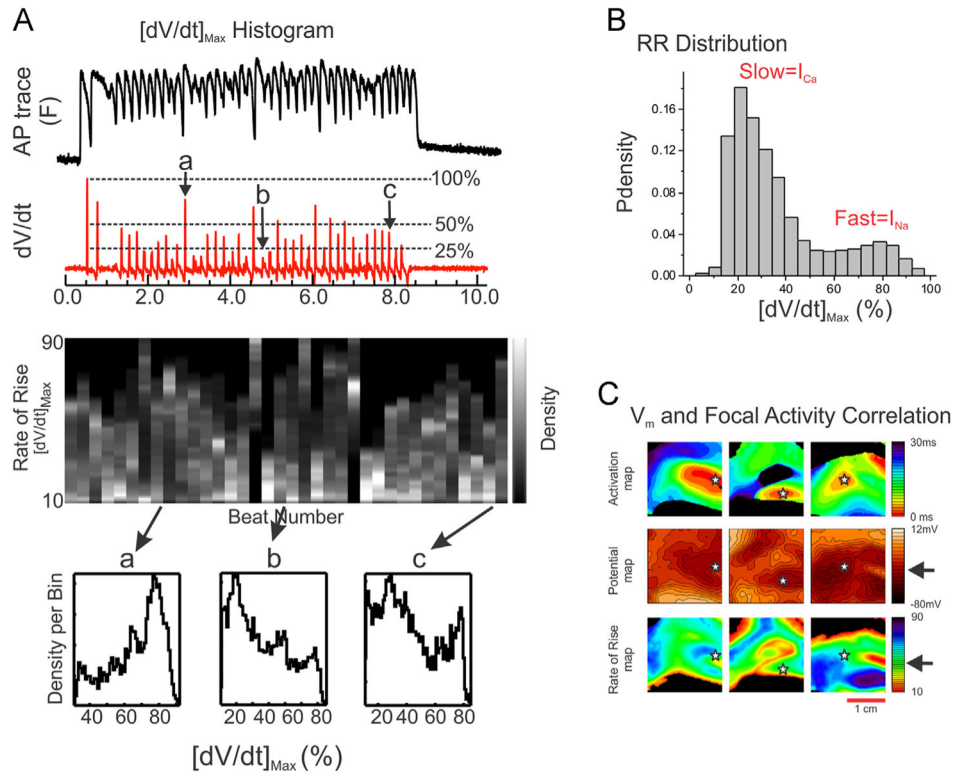 A
[dV/dt]Max Histogram
AP trace
(F)
dV/dt
a
b
c
100%
50%
25%
0.0 2.0 4.0 6.0 8.0 10.0
90
Rate of Rise
[dV/dt]Max
10
Density
Beat Number
a
b
c
Density per Bin
40 60 80
20 40 60 80
20 40 60 80
[dV/dt]Max (%)
B
RR Distribution
Slow=ICa
Fast=INa
Pdensity
0.16
0.12
0.08
0.04
0.00
0 20 40 60 80 100
[dV/dt]Max (%)
C
Vm and Focal Activity Correlation
Activation
map
30ms
0 ms
Potential
map
12mV
-80mV
Rate of Rise
map
90
10
1 cm